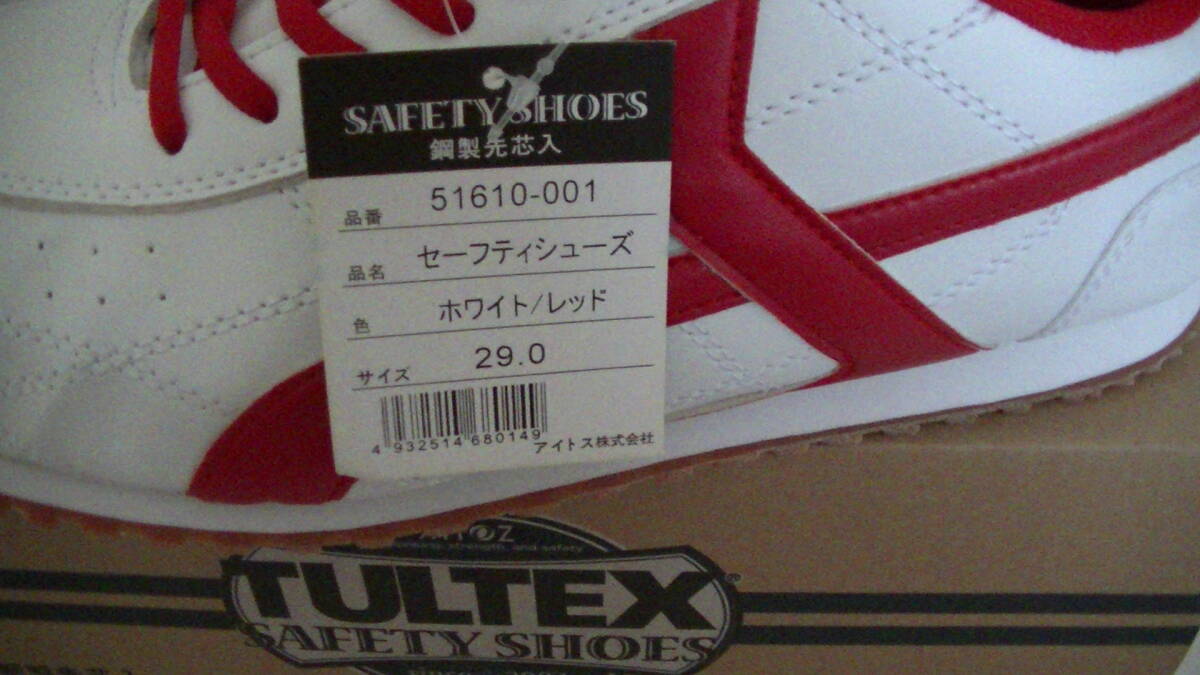 SAFETY SHOES
鋼製先芯入
品番 51610-001
品名 セーフティシューズ
色 ホワイト/レッド
サイズ 29.0
4 932514 680149
アイトス株式会社
TULTEX®
SAFETY SHOES